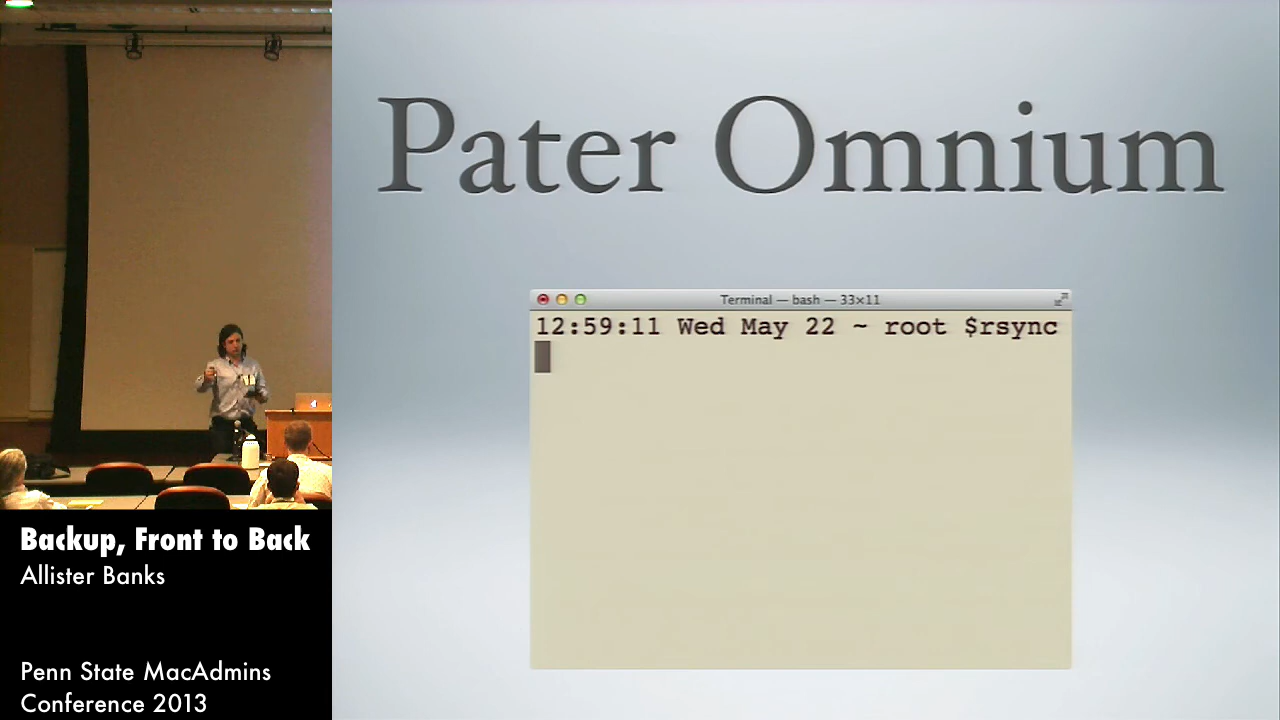 Pater Omnium
Terminal — bash — 33×11
12:59:11 Wed May 22 ~ root $rsync
Backup, Front to Back
Allister Banks
Penn State MacAdmins
Conference 2013